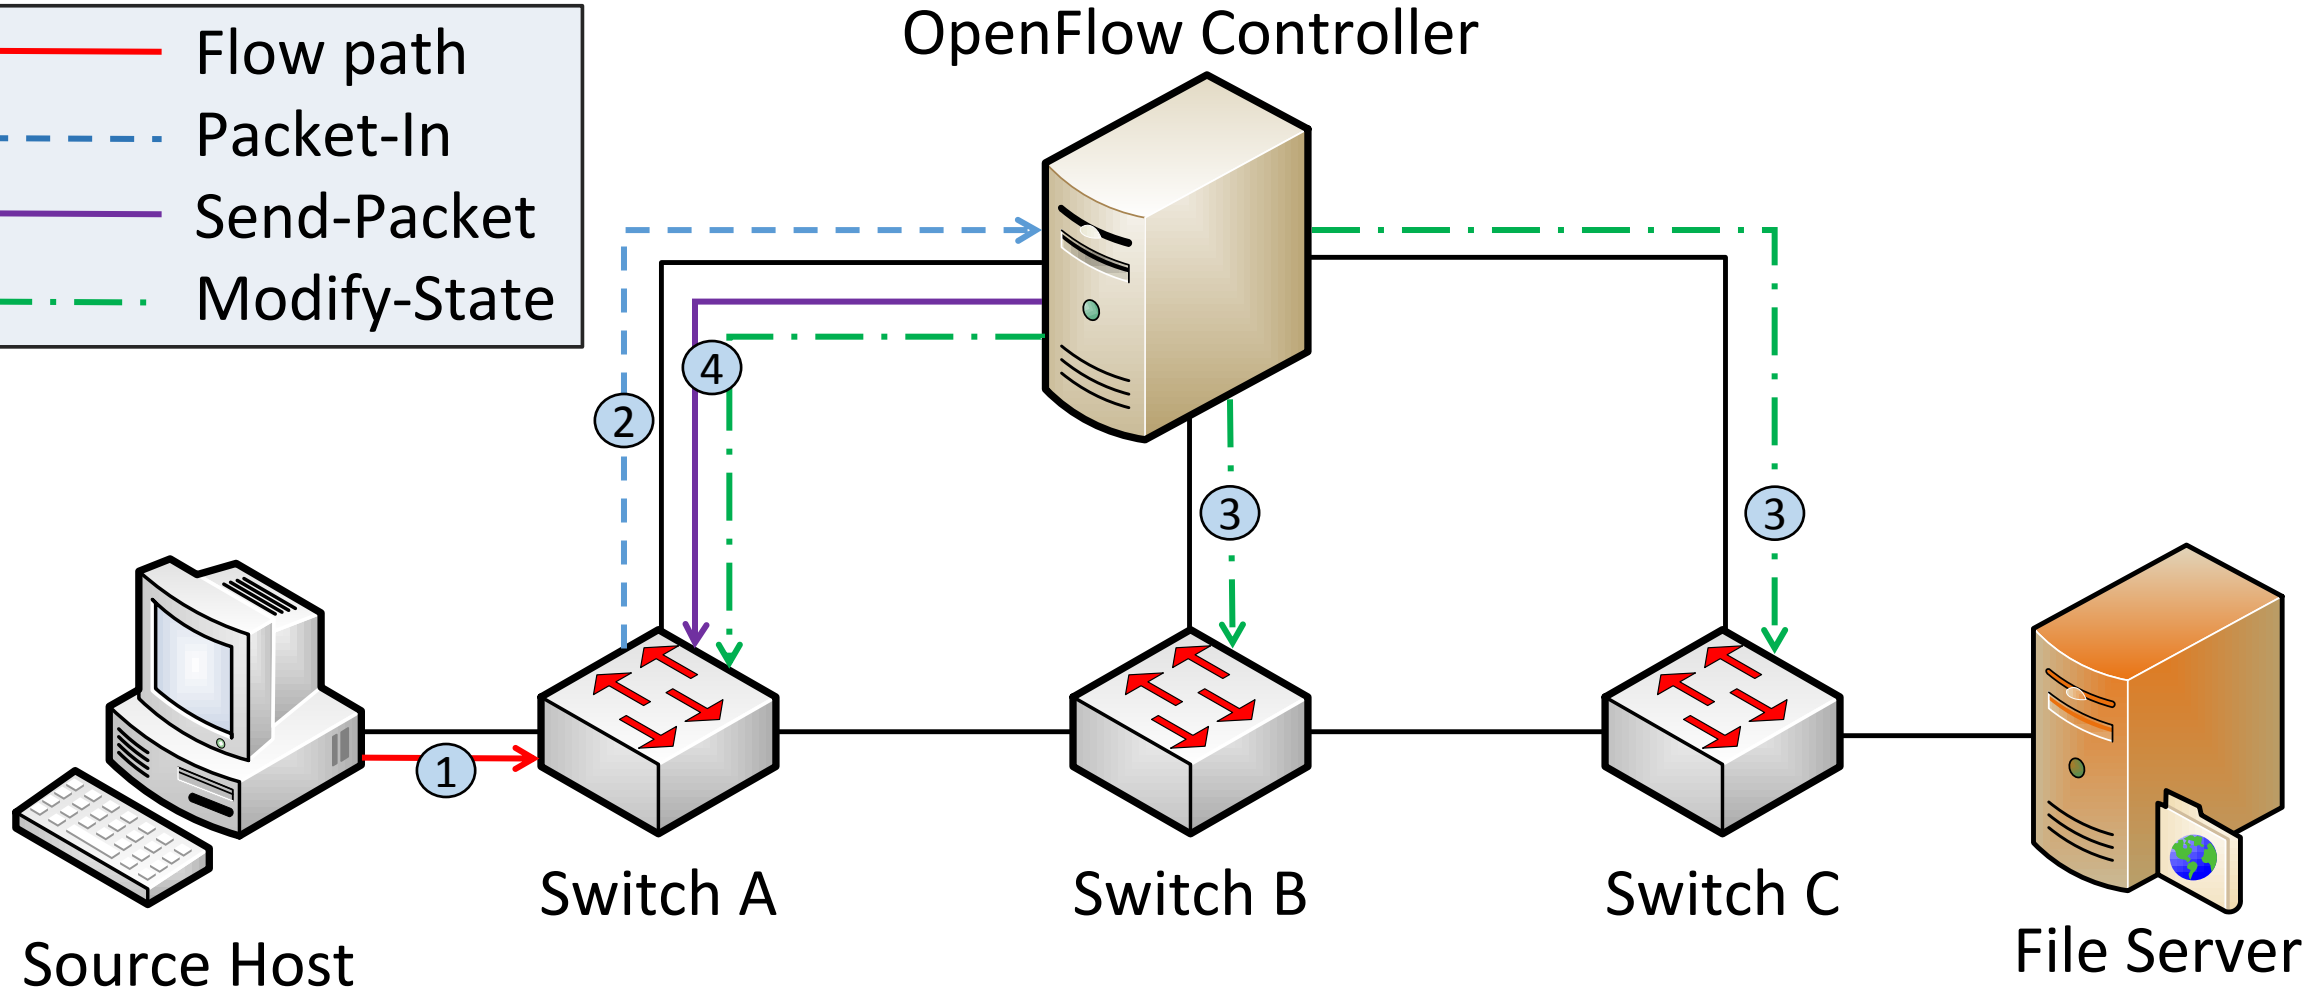 OpenFlow Controller
Flow path
Packet-In
Send-Packet
Modify-State
4
2
3
3
1
Switch A
Switch B
Switch C
Source Host
File Server